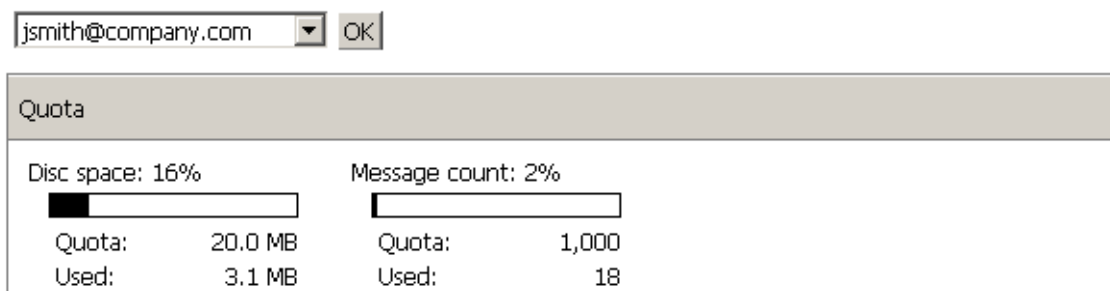 jsmith@company.com OK
Quota
Disc space: 16% Message count: 2%
Quota: 20.0 MB Quota: 1,000
Used: 3.1 MB Used: 18